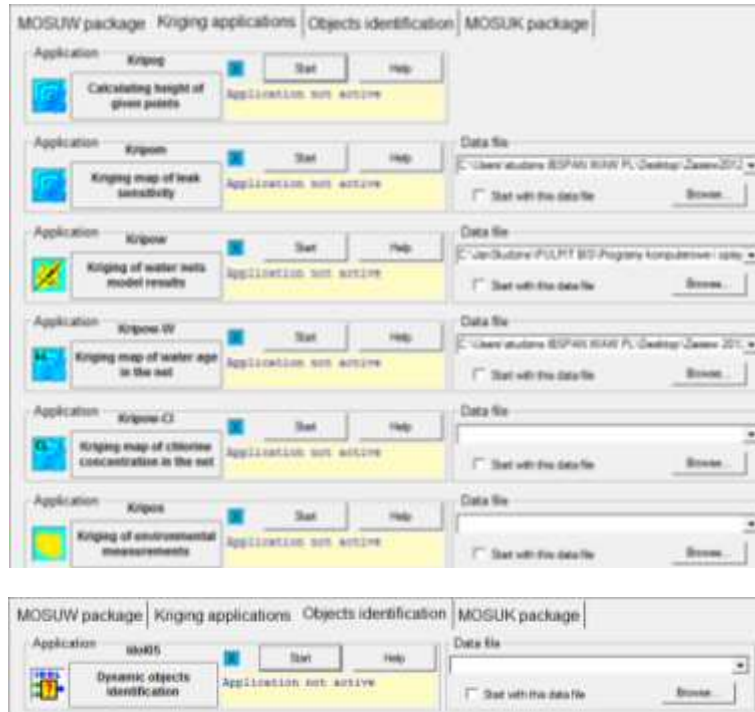 MOSUW package Kriging applications Objects identification MOSUK package
Application Kripog
Start Help
Calculating height of given points
Application not active
Application Kripom
Start Help
Kriging map of leak sensitivity
Application not active
Data file
Start with this data file Browse...
Application Kripow
Start Help
Kriging of water nets model results
Application not active
Data file
Start with this data file Browse...
Application Kripow-W
Start Help
Kriging map of water age in the net
Application not active
Data file
Start with this data file Browse...
Application Kripow-Cl
Start Help
Kriging map of chlorine concentration in the net
Application not active
Data file
Start with this data file Browse...
Application Kripos
Start Help
Kriging of environmental measurements
Application not active
Data file
Start with this data file Browse...
MOSUW package Kriging applications Objects identification MOSUK package
Application
Start Help
Dynamic objects identification
Application not active
Data file
Start with this data file Browse...